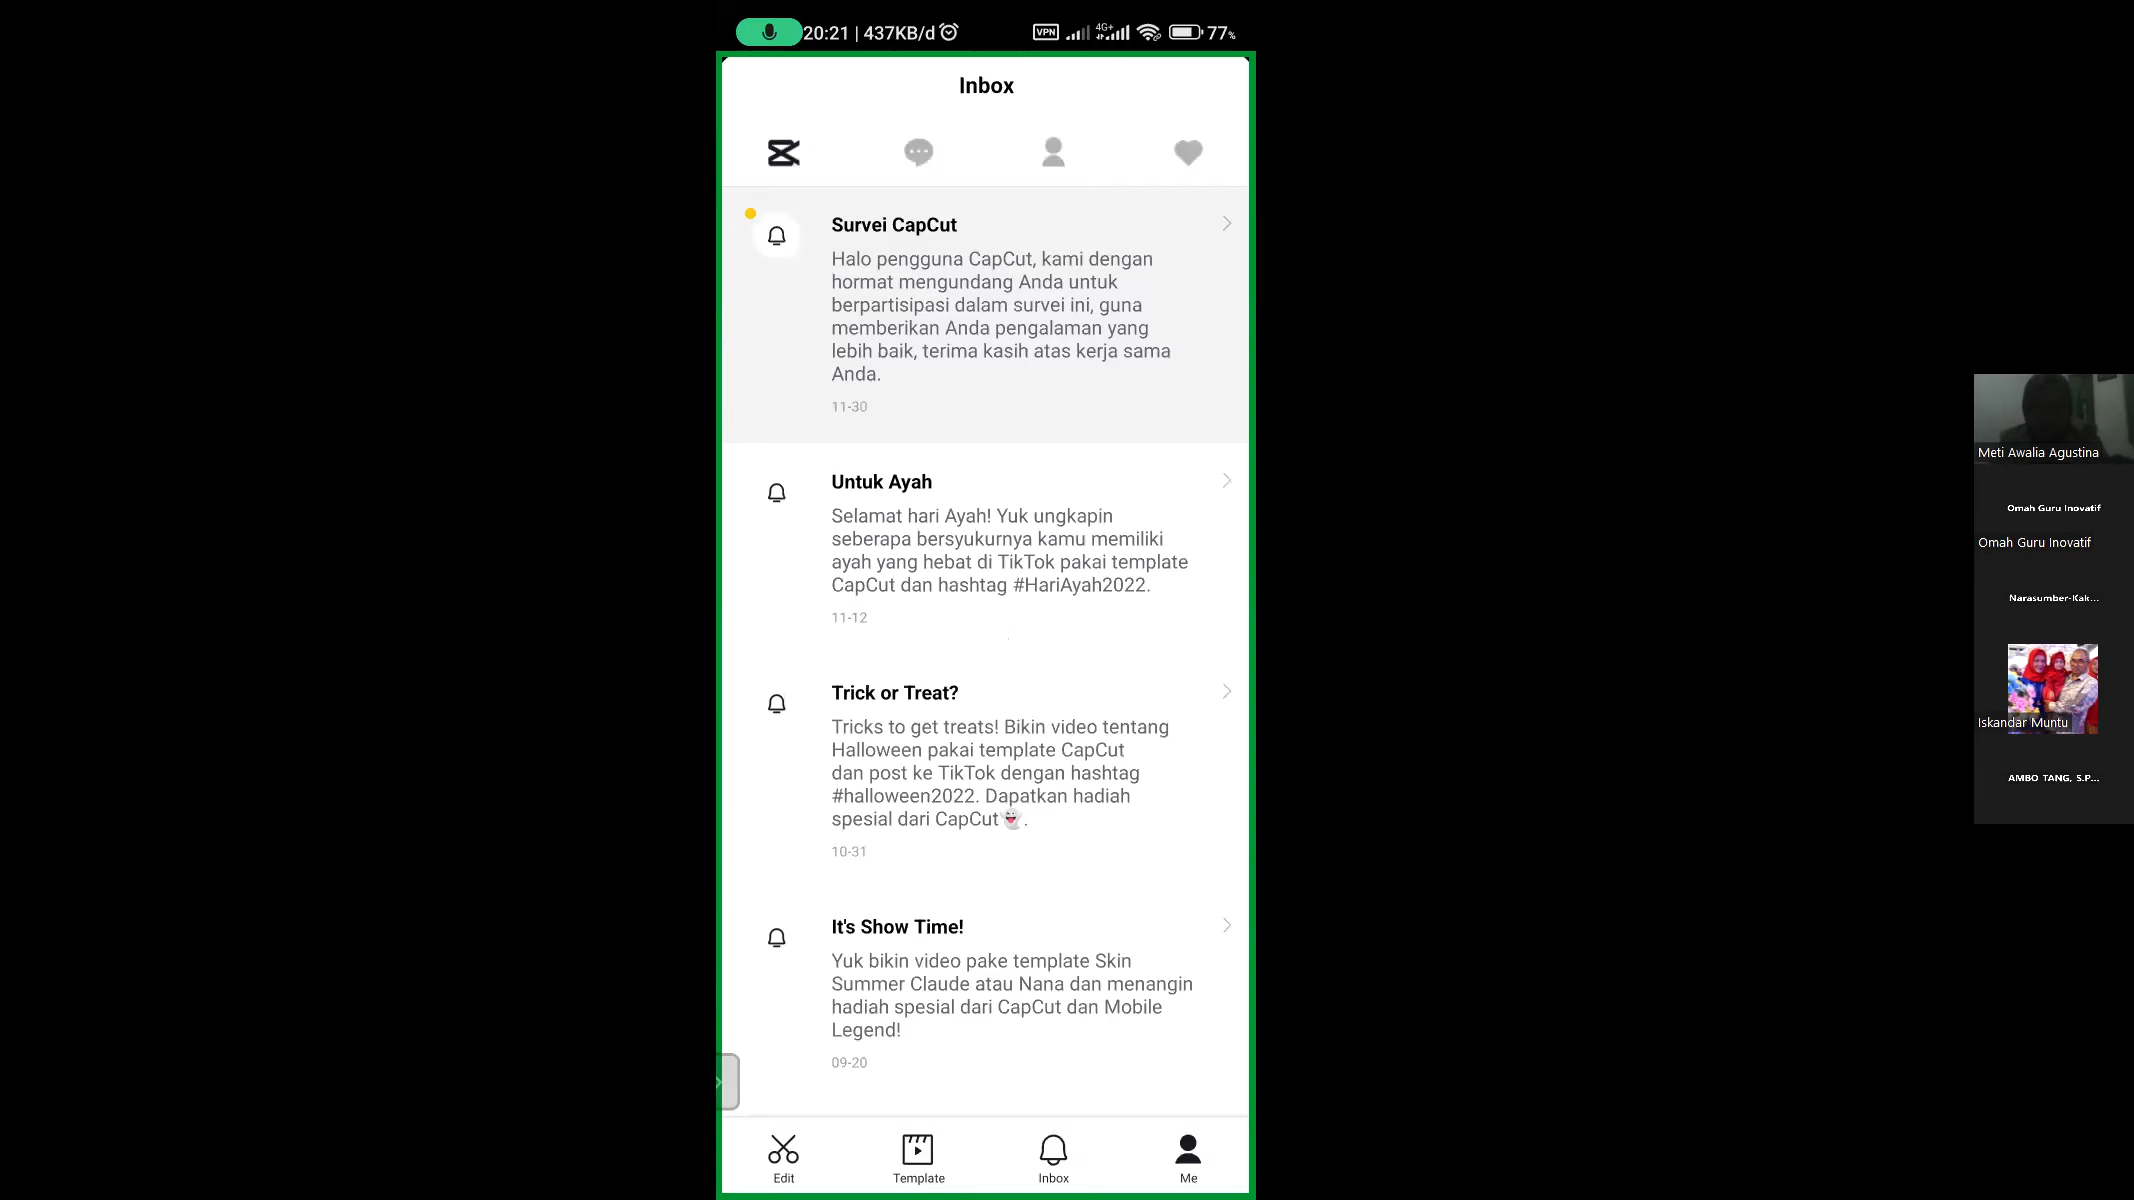 20:21 | 437KB/d
VPN
4G+
77%
Inbox
Survei CapCut
Halo pengguna CapCut, kami dengan
hormat mengundang Anda untuk
berpartisipasi dalam survei ini, guna
memberikan Anda pengalaman yang
lebih baik, terima kasih atas kerja sama
Anda.
11-30
Untuk Ayah
Selamat hari Ayah! Yuk ungkapin
seberapa bersyukurnya kamu memiliki
ayah yang hebat di TikTok pakai template
CapCut dan hashtag #HariAyah2022.
11-12
Trick or Treat?
Tricks to get treats! Bikin video tentang
Halloween pakai template CapCut
dan post ke TikTok dengan hashtag
#halloween2022. Dapatkan hadiah
spesial dari CapCut👻.
10-31
It's Show Time!
Yuk bikin video pake template Skin
Summer Claude atau Nana dan menangin
hadiah spesial dari CapCut dan Mobile
Legend!
09-20
Edit
Template
Inbox
Me
Meti Awalia Agustina
Omah Guru Inovatif
Omah Guru Inovatif
Narasumber-Kak...
Iskandar Muntu
AMBO TANG, S.P...